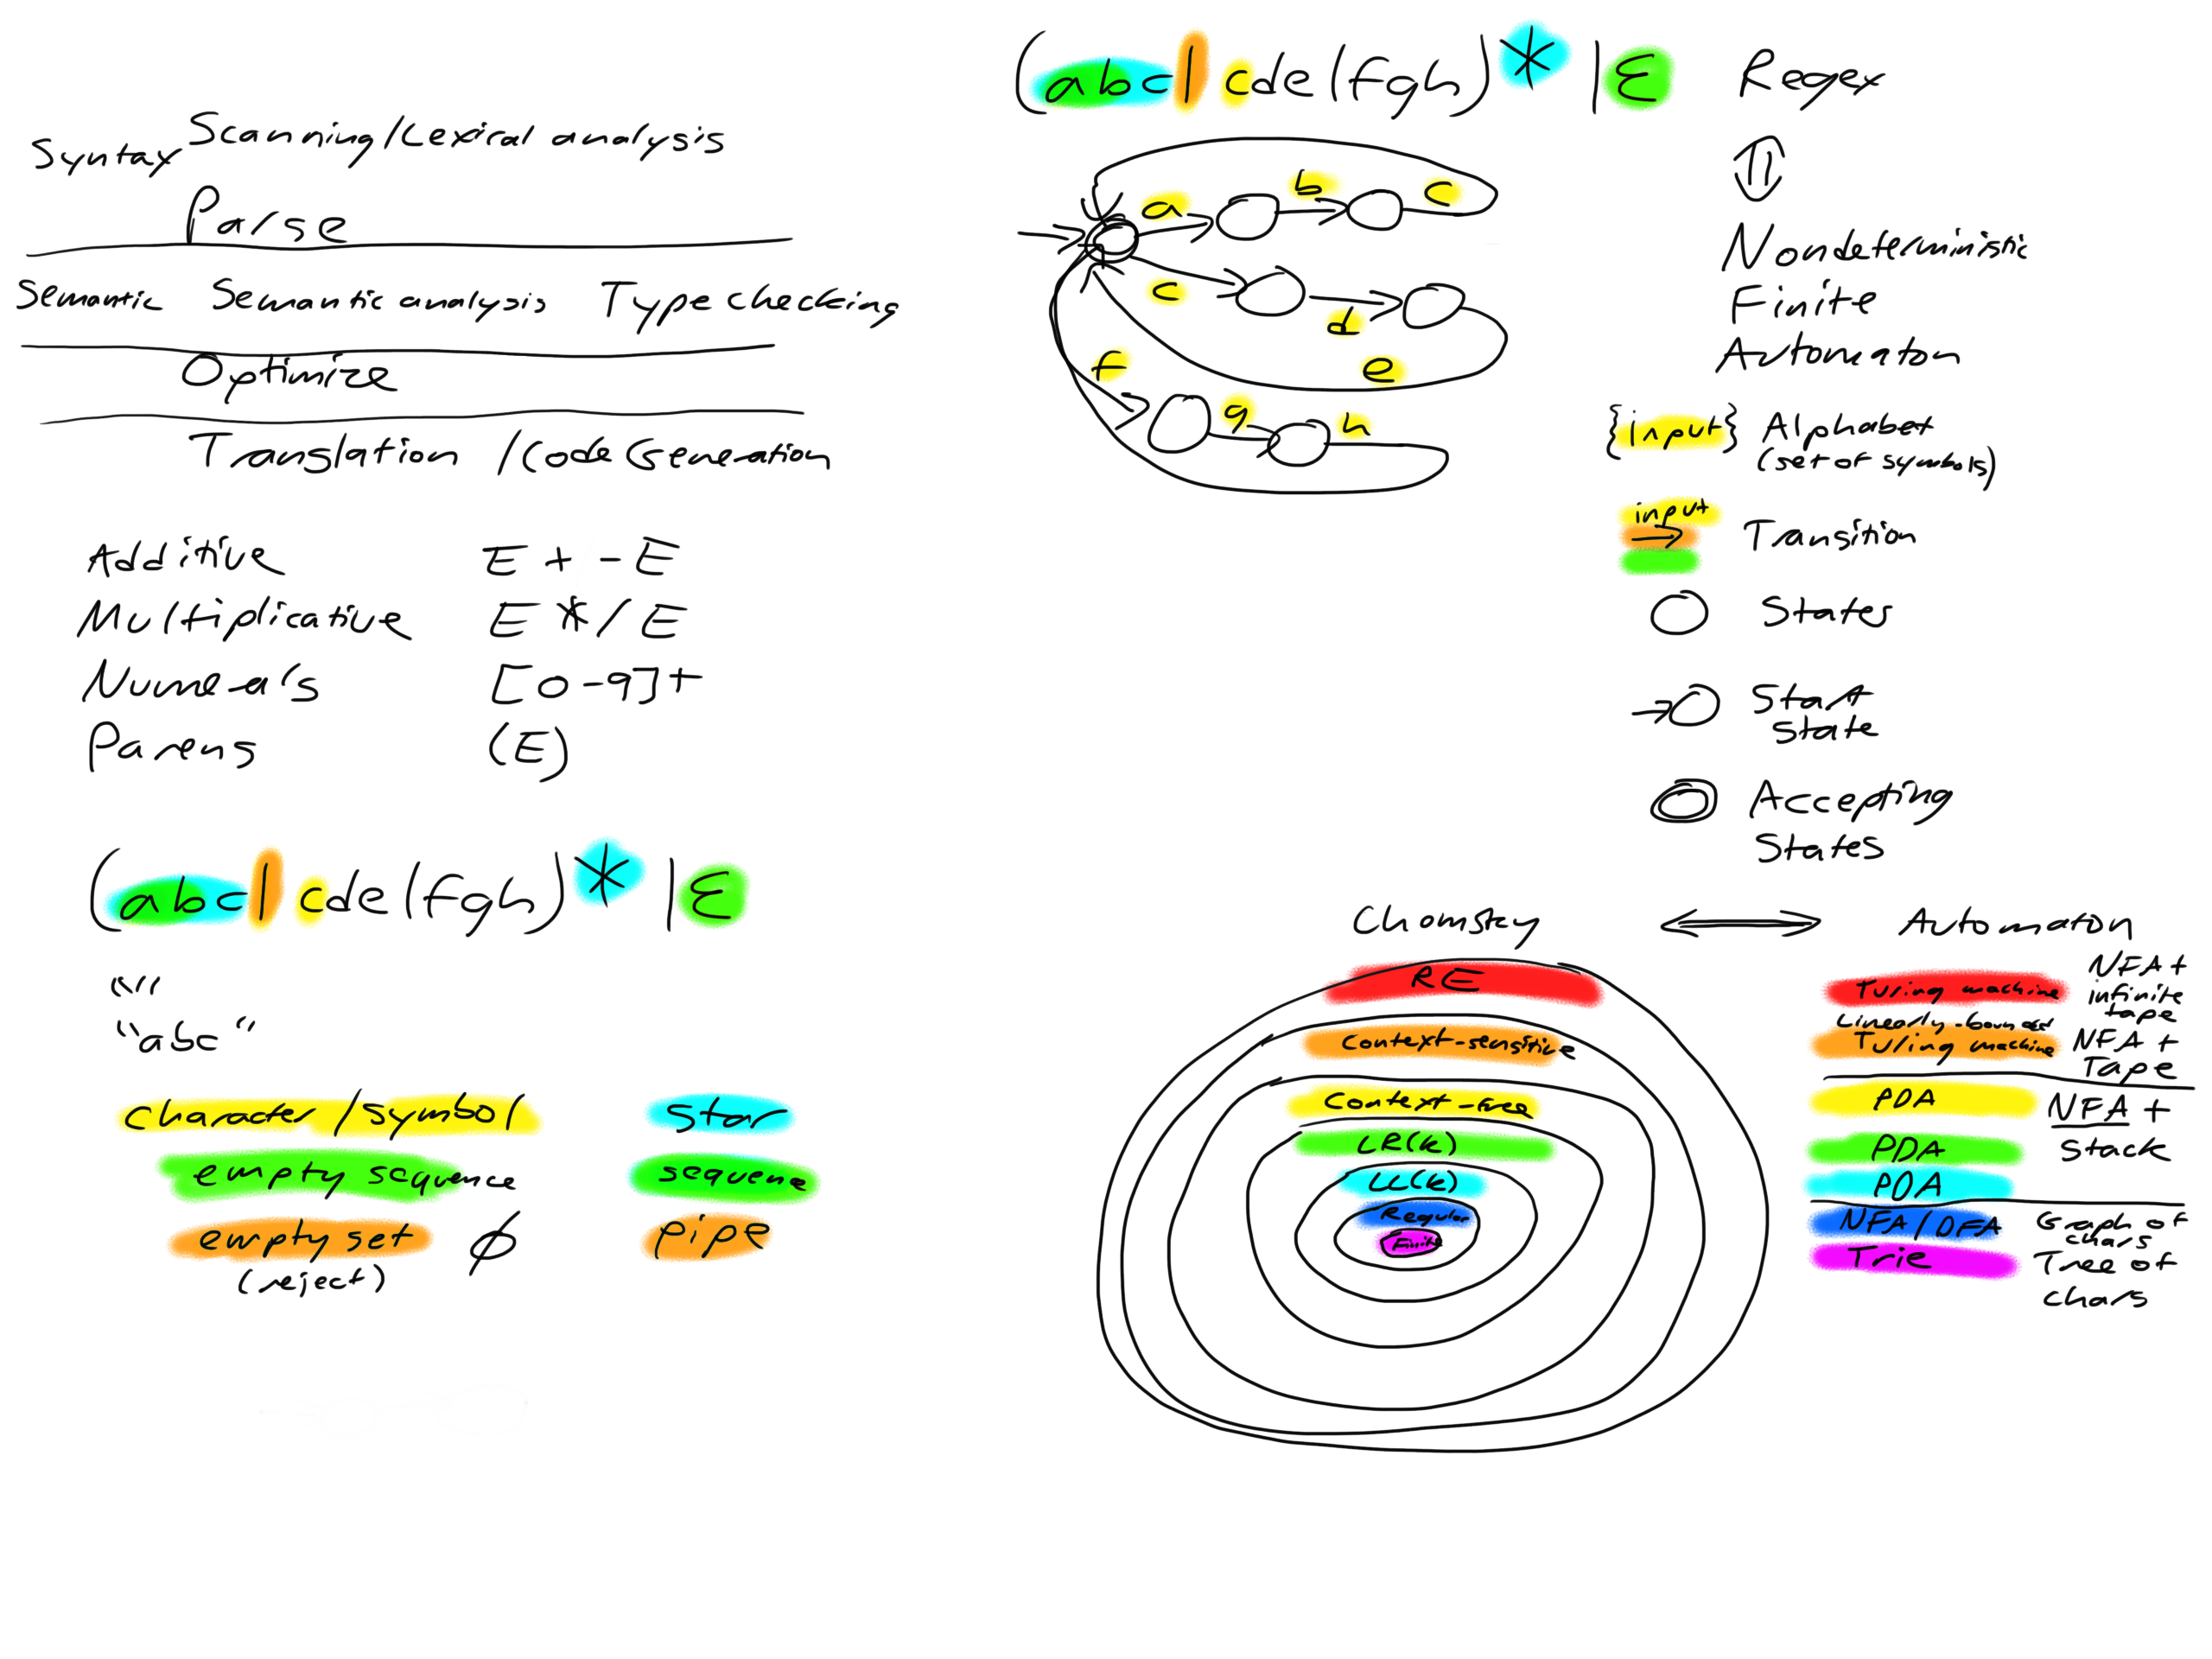 Syntax Scanning/Lexical analysis
Parse
Semantic Semantic analysis Type checking
Optimize
Translation /Code Generation
Additive E + - E
Multiplicative E * / E
Numerals [0-9]+
Parens (E)
(abc|cde|fgh)* |ε
""
"abc"
character/symbol star
empty sequence sequence
empty set ∅ pipe
(reject)
(abc|cde|fgh)* |ε Regex
a b c
c d e
f g h
⇕
Nondeterministic
Finite
Automaton
{input} Alphabet
(set of symbols)
input
→ Transition
States
Start
State
Accepting
States
Chomsky ⟺ Automaton
RE
Context-sensitive
Context-free
LR(k)
LL(k)
Regular
Finite
Turing machine NFA +
infinite
tape
Linearly-bounded
Turing machine NFA +
Tape
PDA NFA +
PDA Stack
PDA
NFA/DFA Graph of
chars
Trie Tree of
chars